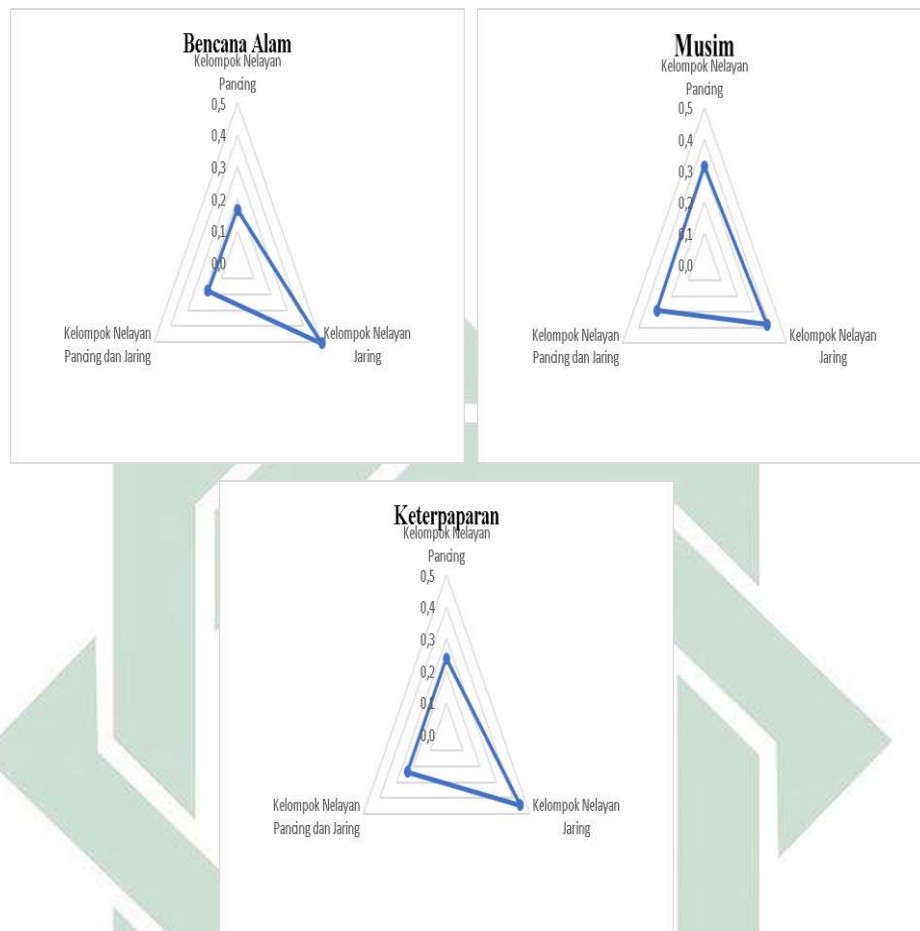 Bencana Alam
Kelompok Nelayan
Pancing
0,5
0,4
0,3
0,2
0,1
0,0
Kelompok Nelayan
Pancing dan Jaring
Kelompok Nelayan
Jaring
Musim
Kelompok Nelayan
Pancing
0,5
0,4
0,3
0,2
0,1
0,0
Kelompok Nelayan
Pancing dan Jaring
Kelompok Nelayan
Jaring
Keterpaparan
Kelompok Nelayan
Pancing
0,5
0,4
0,3
0,2
0,1
0,0
Kelompok Nelayan
Pancing dan Jaring
Kelompok Nelayan
Jaring